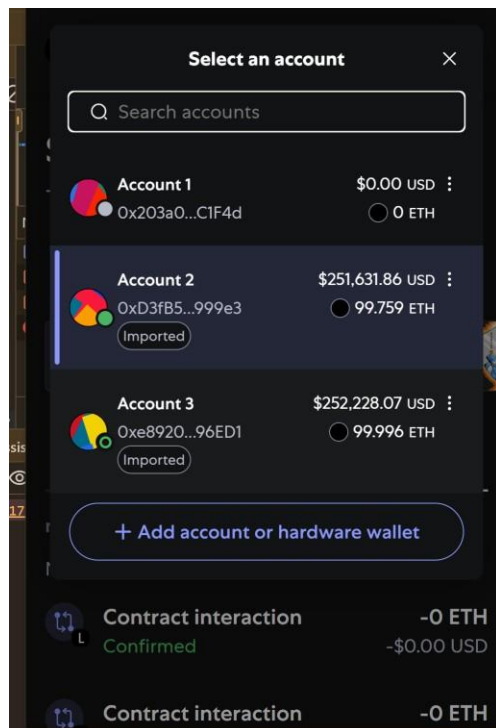 Select an account
Search accounts
Account 1
$0.00 USD
0x203a0...C1F4d
0 ETH
Account 2
$251,631.86 USD
0xD3fB5...999e3
99.759 ETH
Imported
Account 3
$252,228.07 USD
0xe8920...96ED1
99.996 ETH
Imported
+ Add account or hardware wallet
17
Contract interaction
-0 ETH
L
Confirmed
-$0.00 USD
Contract interaction
-0 ETH